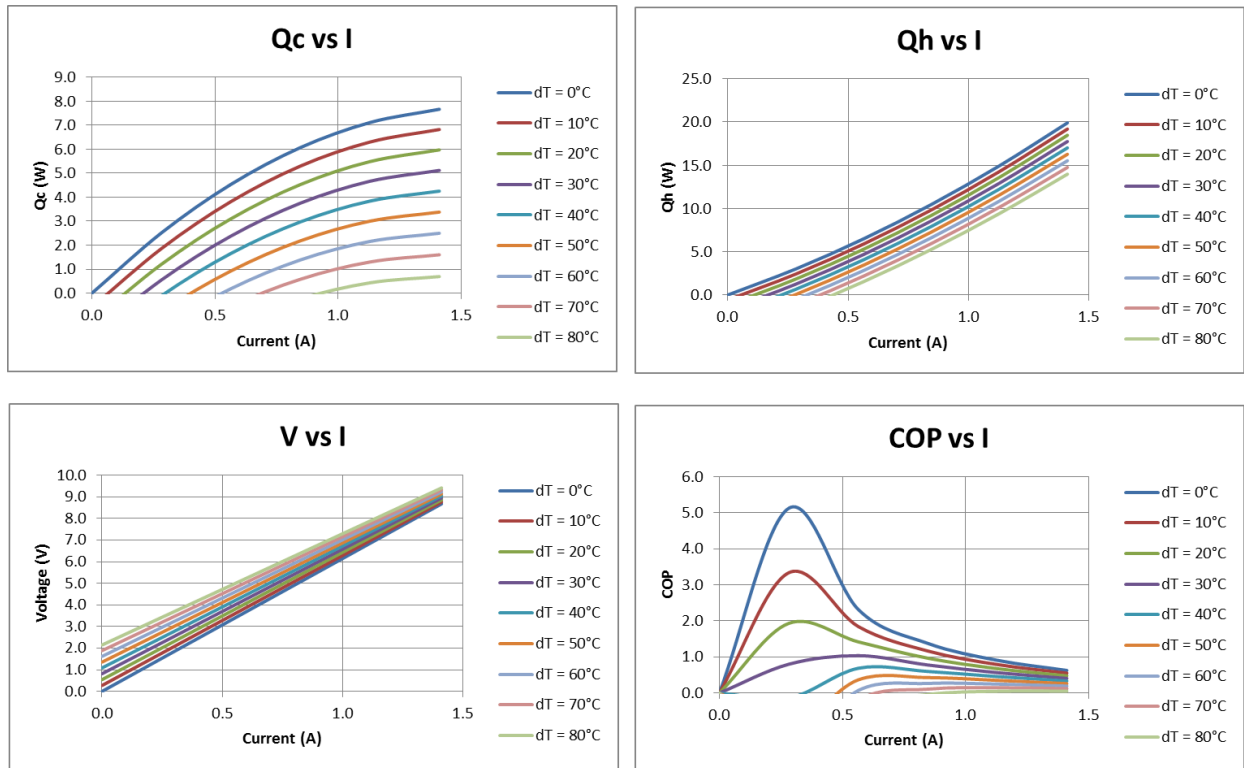 Qc vs I
9.0
8.0
7.0
6.0
5.0
4.0
3.0
2.0
1.0
0.0
Qc (W)
0.0 0.5 1.0 1.5
Current (A)
dT = 0°C
dT = 10°C
dT = 20°C
dT = 30°C
dT = 40°C
dT = 50°C
dT = 60°C
dT = 70°C
dT = 80°C
Qh vs I
25.0
20.0
15.0
10.0
5.0
0.0
Qh (W)
0.0 0.5 1.0 1.5
Current (A)
dT = 0°C
dT = 10°C
dT = 20°C
dT = 30°C
dT = 40°C
dT = 50°C
dT = 60°C
dT = 70°C
dT = 80°C
V vs I
10.0
9.0
8.0
7.0
6.0
5.0
4.0
3.0
2.0
1.0
0.0
Voltage (V)
0.0 0.5 1.0 1.5
Current (A)
dT = 0°C
dT = 10°C
dT = 20°C
dT = 30°C
dT = 40°C
dT = 50°C
dT = 60°C
dT = 70°C
dT = 80°C
COP vs I
6.0
5.0
4.0
3.0
2.0
1.0
0.0
COP
0.0 0.5 1.0 1.5
Current (A)
dT = 0°C
dT = 10°C
dT = 20°C
dT = 30°C
dT = 40°C
dT = 50°C
dT = 60°C
dT = 70°C
dT = 80°C